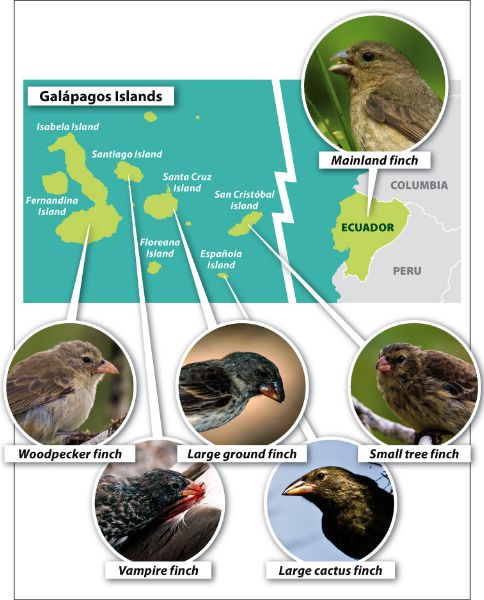 Galápagos Islands
Isabela Island
Santiago Island
Santa Cruz
Island
San Cristóbal
Island
Fernandina
Island
Floreana
Island
Española
Island
Mainland finch
COLUMBIA
ECUADOR
PERU
Woodpecker finch
Large ground finch
Small tree finch
Vampire finch
Large cactus finch